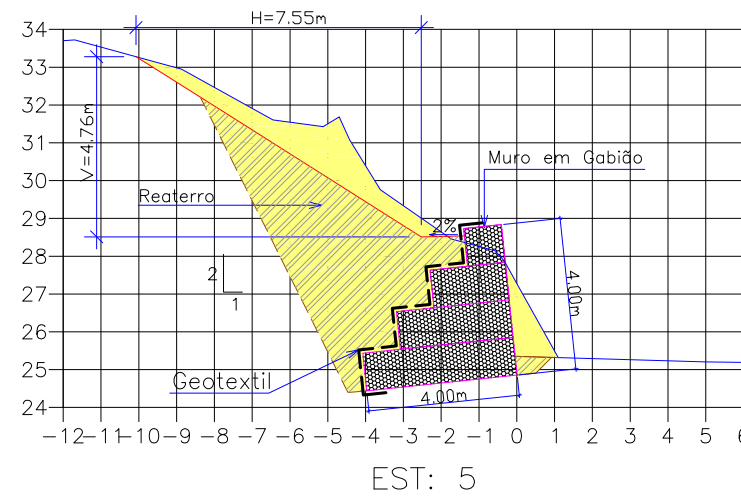 H=7.55m
34
33
32
31
30
29
28
27
26
25
24
V=4.76m
Muro em Gabião
Reaterro
2%
2
1
4.00m
Geotextil
4.00m
-12-11-10 -9 -8 -7 -6 -5 -4 -3 -2 -1 0 1 2 3 4 5 6
EST: 5